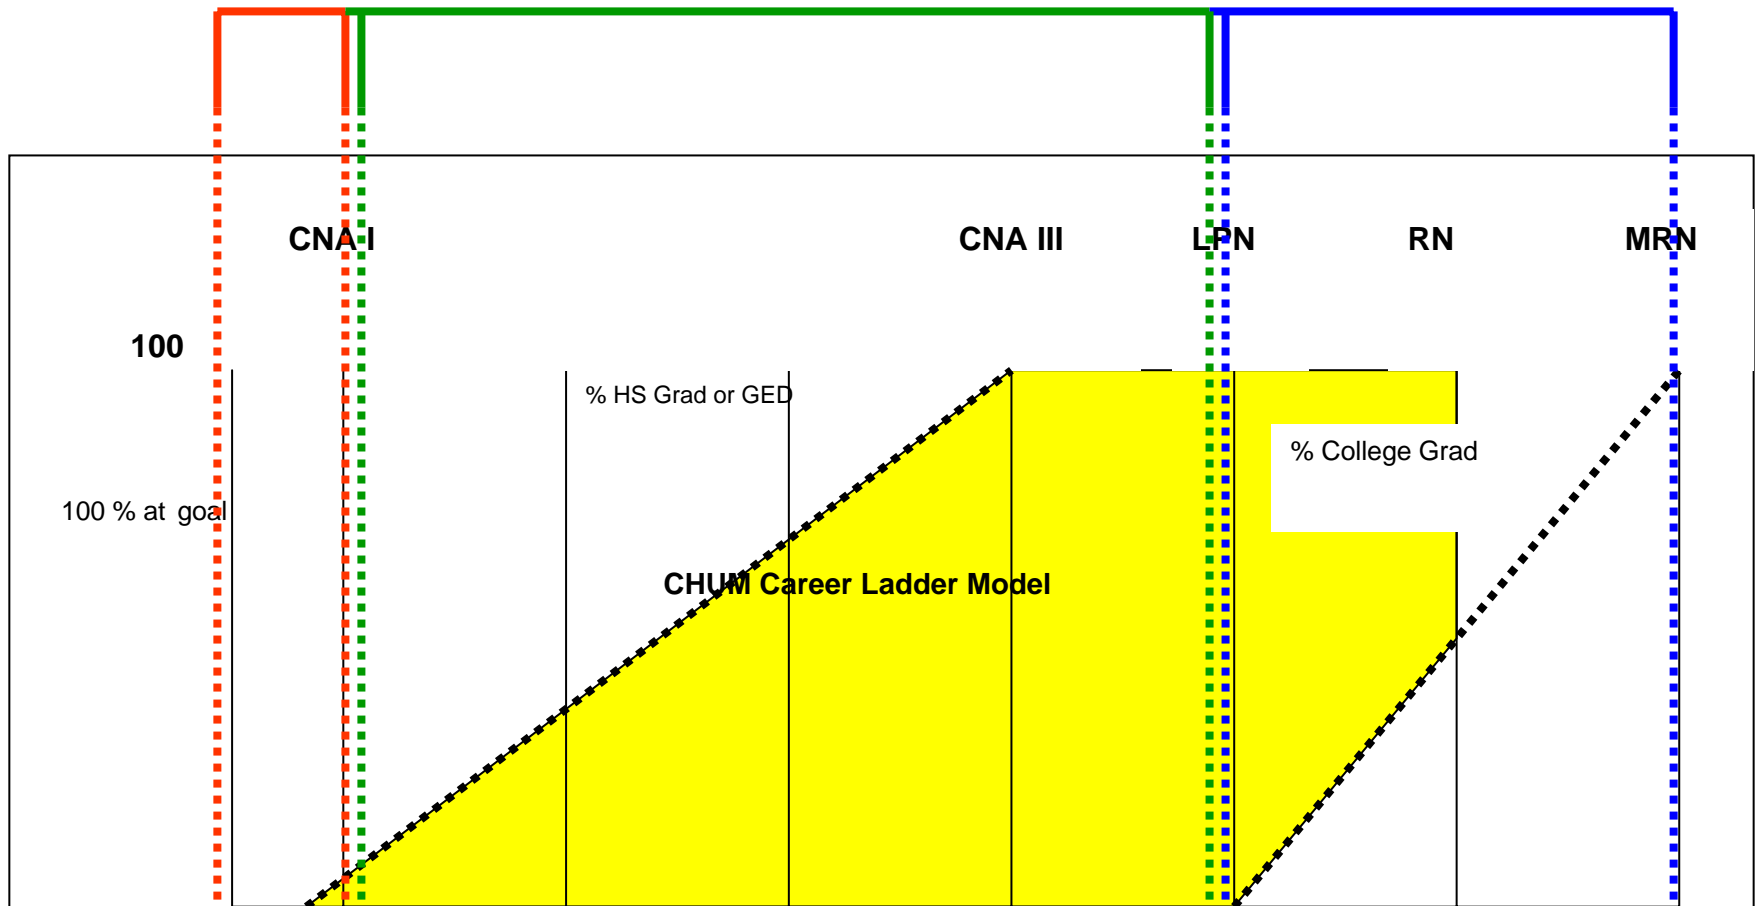 CNA I CNA III LPN RN MRN
100
% HS Grad or GED
% College Grad
100 % at goal
CHUM Career Ladder Model